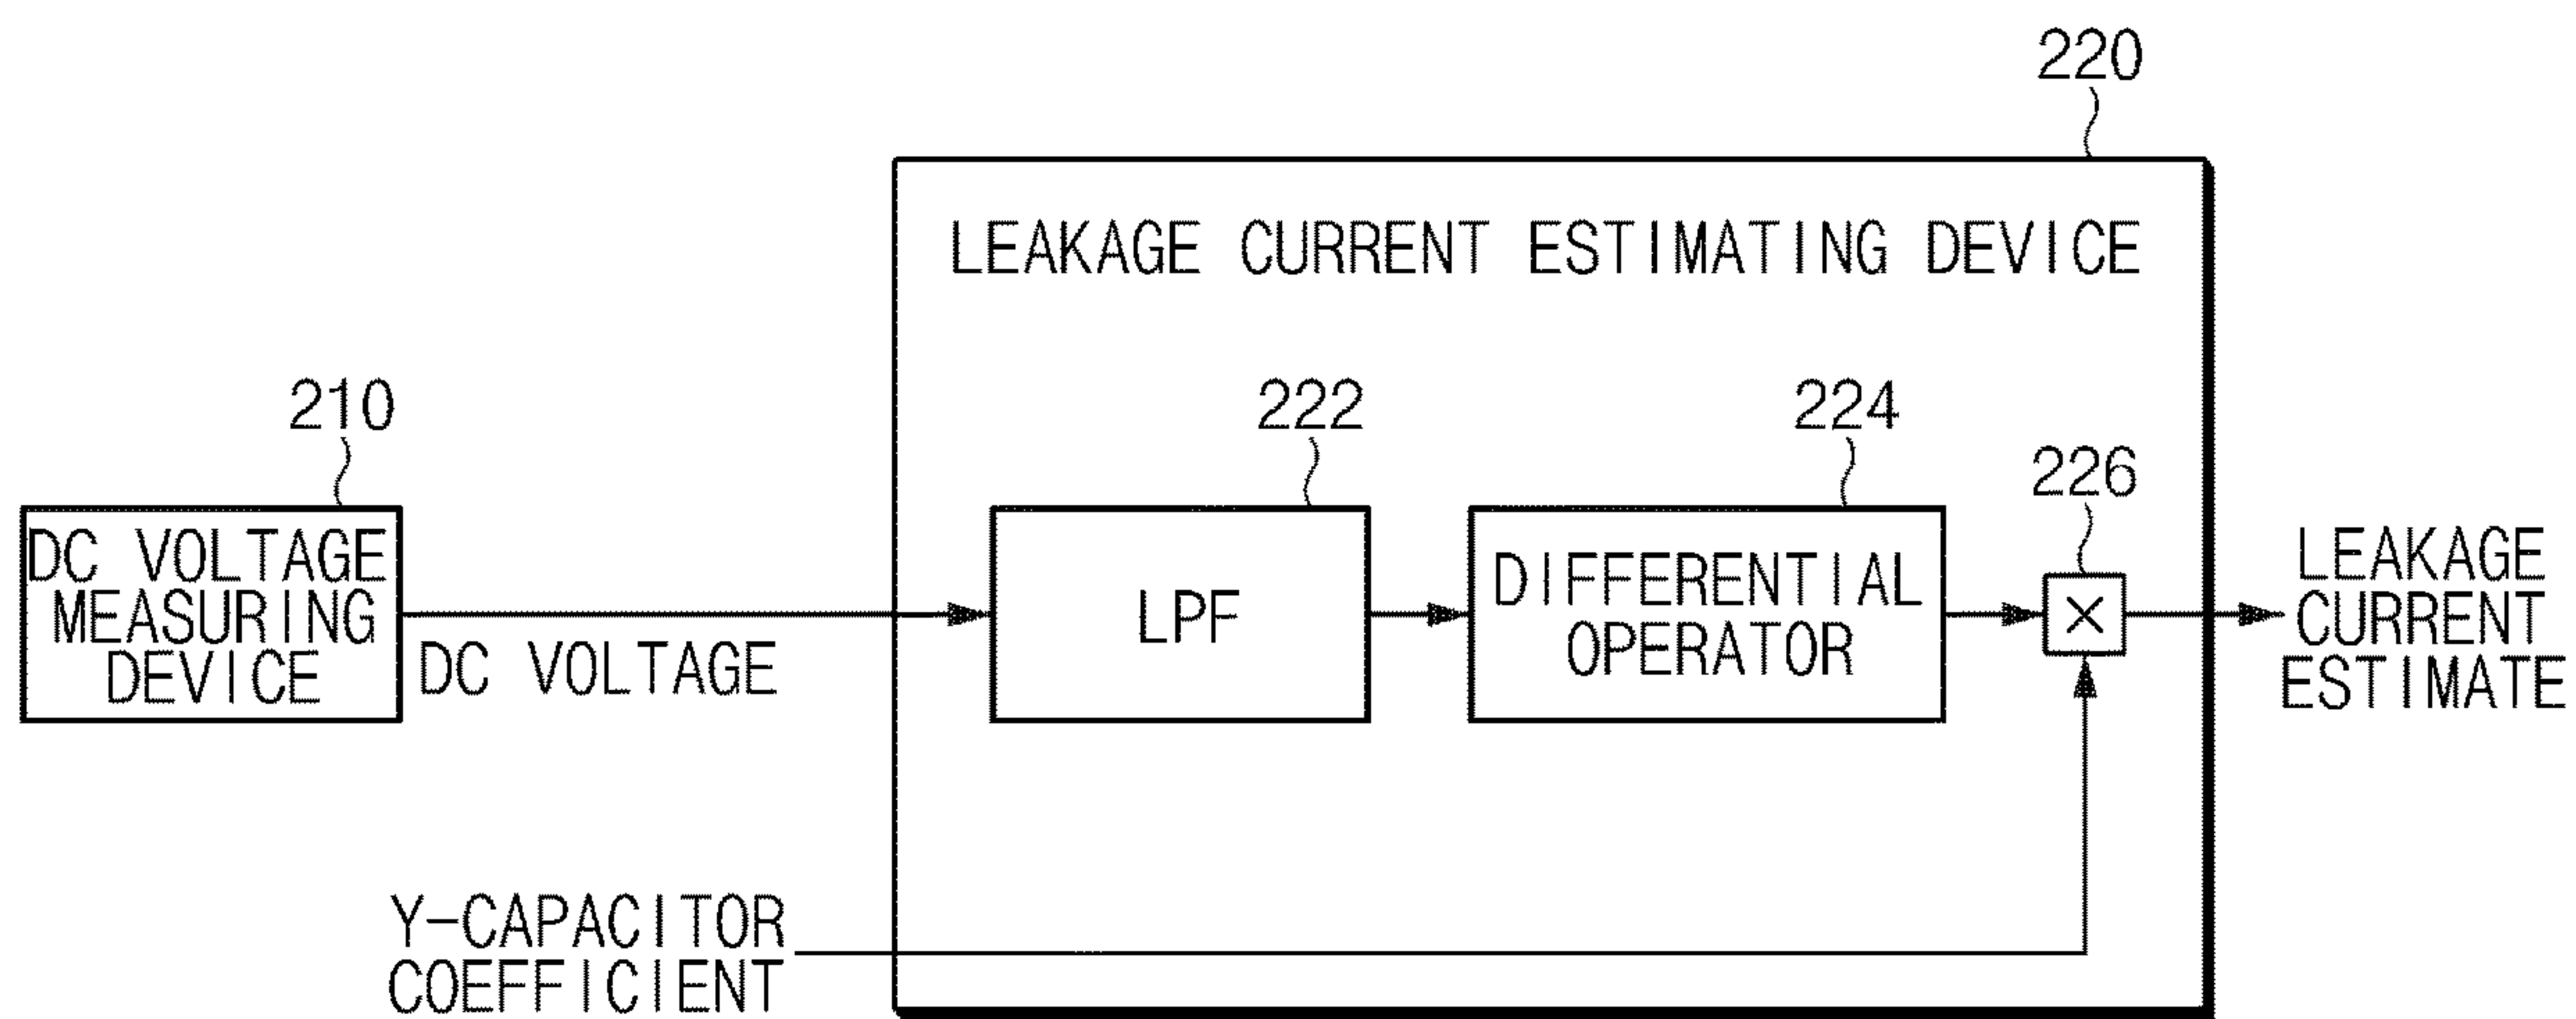 220
LEAKAGE CURRENT ESTIMATING DEVICE
210
222
224
226
DC VOLTAGE
MEASURING
DEVICE
DC VOLTAGE
LPF
DIFFERENTIAL
OPERATOR
×
LEAKAGE
CURRENT
ESTIMATE
Y-CAPACITOR
COEFFICIENT